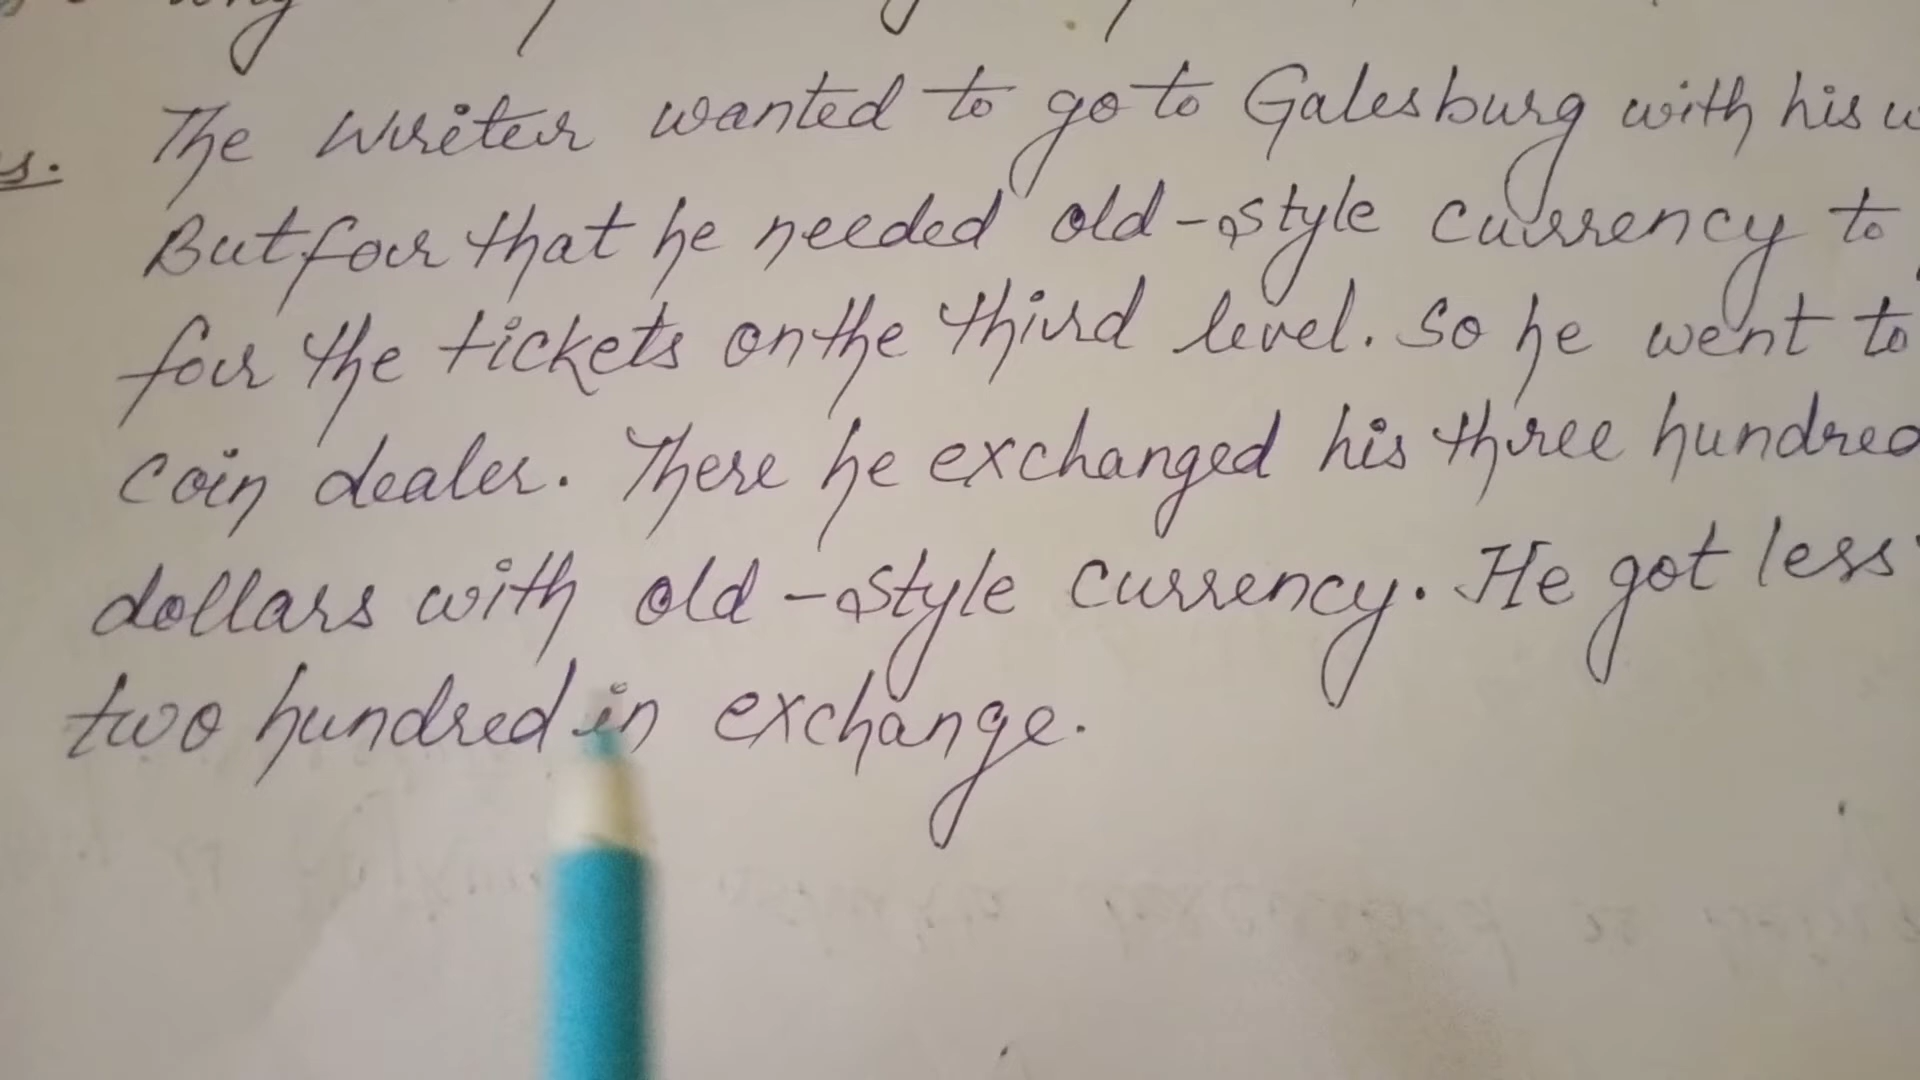 s. The writer wanted to go to Galesburg with his
But for that he needed old-style currency to
for the tickets on the third level. So he went to
coin dealer. There he exchanged his three hundred
dollars with old-style currency. He got less
two hundred in exchange.